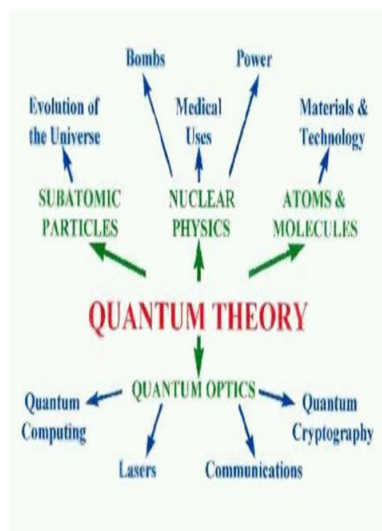 Bombs
Power
Evolution of
the Universe
Medical
Uses
Materials &
Technology
SUBATOMIC
PARTICLES
NUCLEAR
PHYSICS
ATOMS &
MOLECULES
QUANTUM THEORY
QUANTUM OPTICS
Quantum
Computing
Quantum
Cryptography
Lasers
Communications